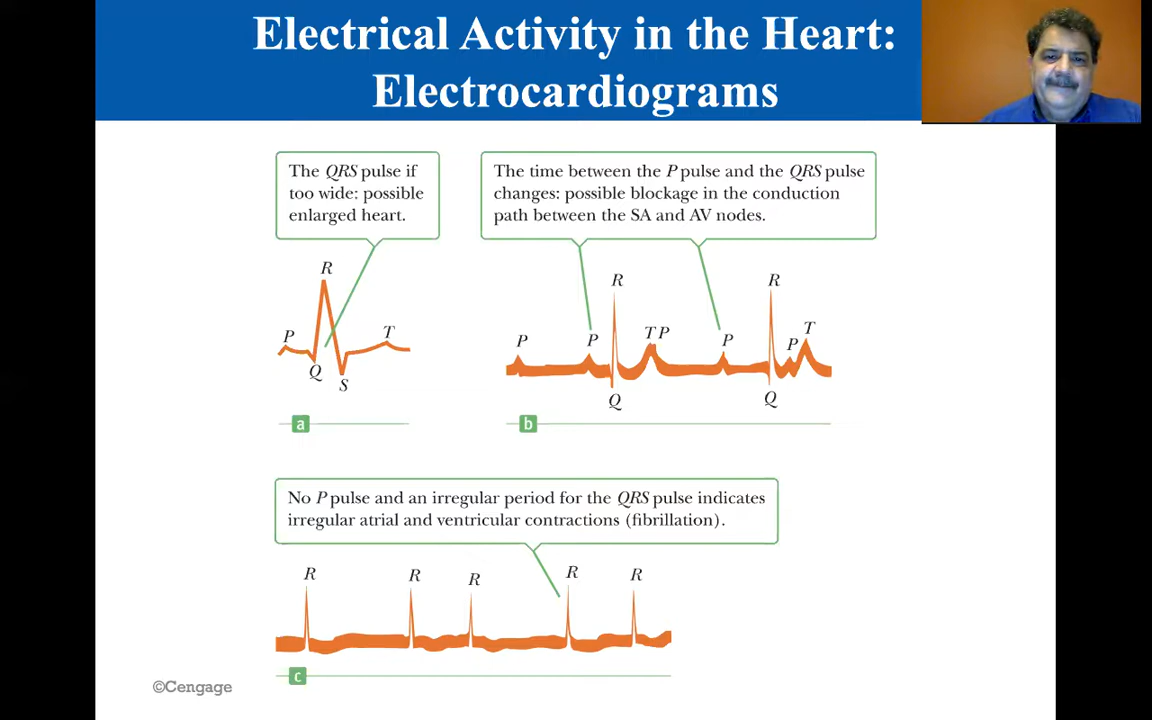 Electrical Activity in the Heart:
Electrocardiograms
The QRS pulse if
too wide: possible
enlarged heart.
R
P
T
Q
S
a
The time between the P pulse and the QRS pulse
changes: possible blockage in the conduction
path between the SA and AV nodes.
R
R
P
P
T P
P
P
T
Q
Q
b
No P pulse and an irregular period for the QRS pulse indicates
irregular atrial and ventricular contractions (fibrillation).
R
R
R
R
R
c
©Cengage